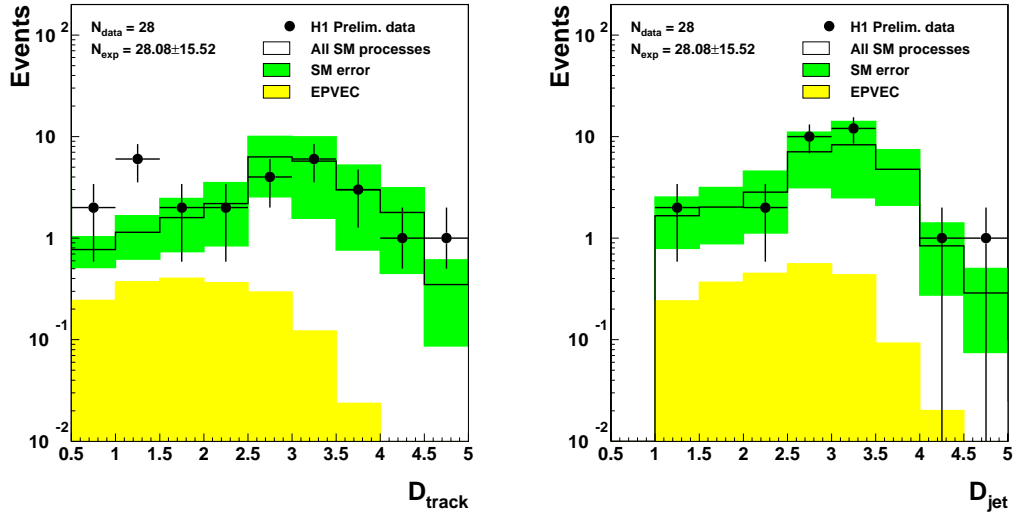 Events
N_data = 28
N_exp = 28.08±15.52
H1 Prelim. data
All SM processes
SM error
EPVEC
10^2
10
1
10^-1
10^-2
0.5 1 1.5 2 2.5 3 3.5 4 4.5 5
D_track
Events
N_data = 28
N_exp = 28.08±15.52
H1 Prelim. data
All SM processes
SM error
EPVEC
10^2
10
1
10^-1
10^-2
0.5 1 1.5 2 2.5 3 3.5 4 4.5 5
D_jet